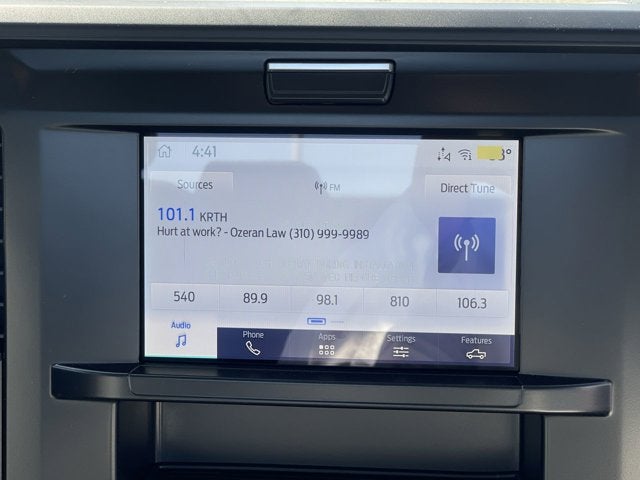 4:41
Sources
FM
Direct Tune
101.1 KRTH
Hurt at work? - Ozeran Law (310) 999-9989
540 89.9 98.1 810 106.3
Audio Phone Apps Settings Features